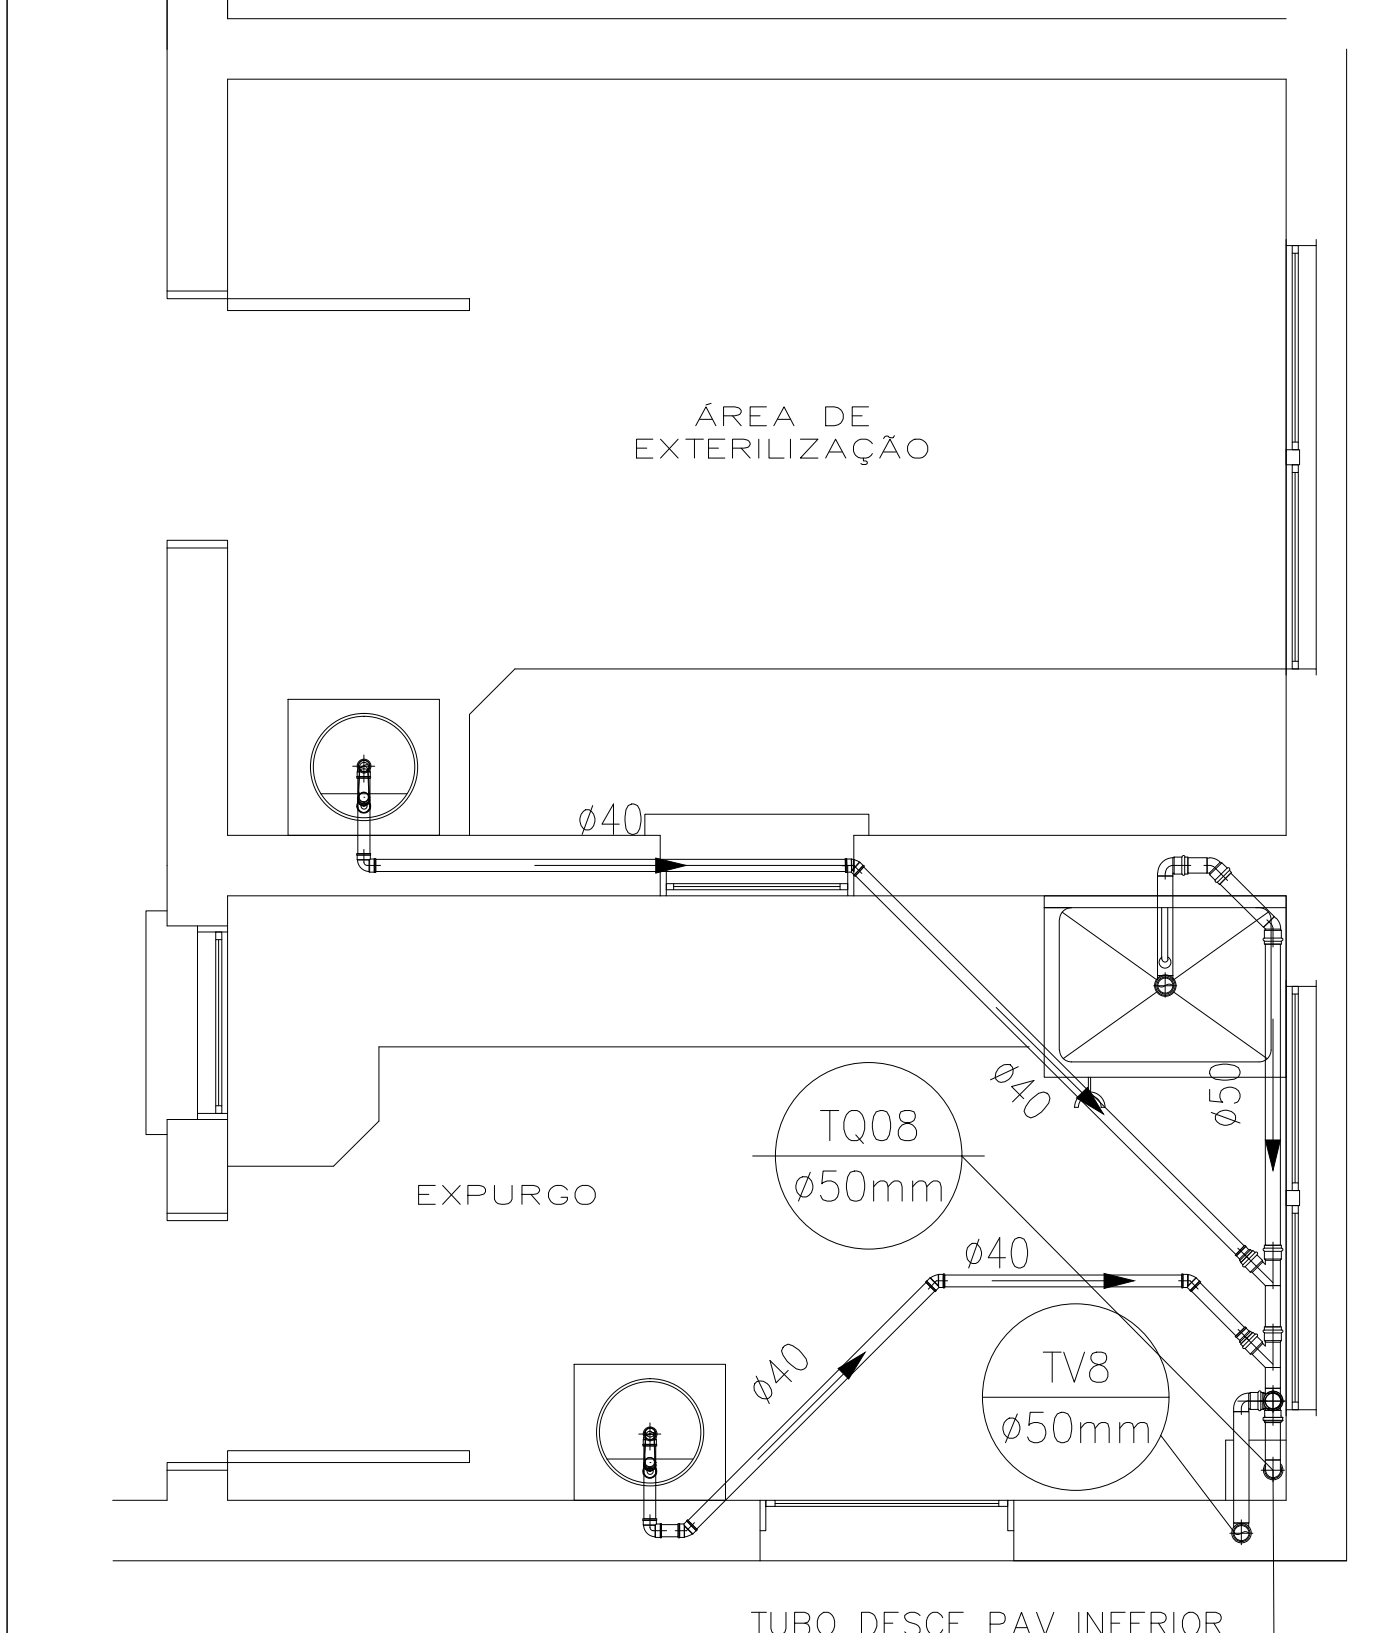 ÁREA DE
EXTERILIZAÇÃO
ø40
ø40
ø50
TQ08
ø50mm
EXPURGO
ø40
ø40
TV8
ø50mm
TUBO DESCE PAV INFERIOR